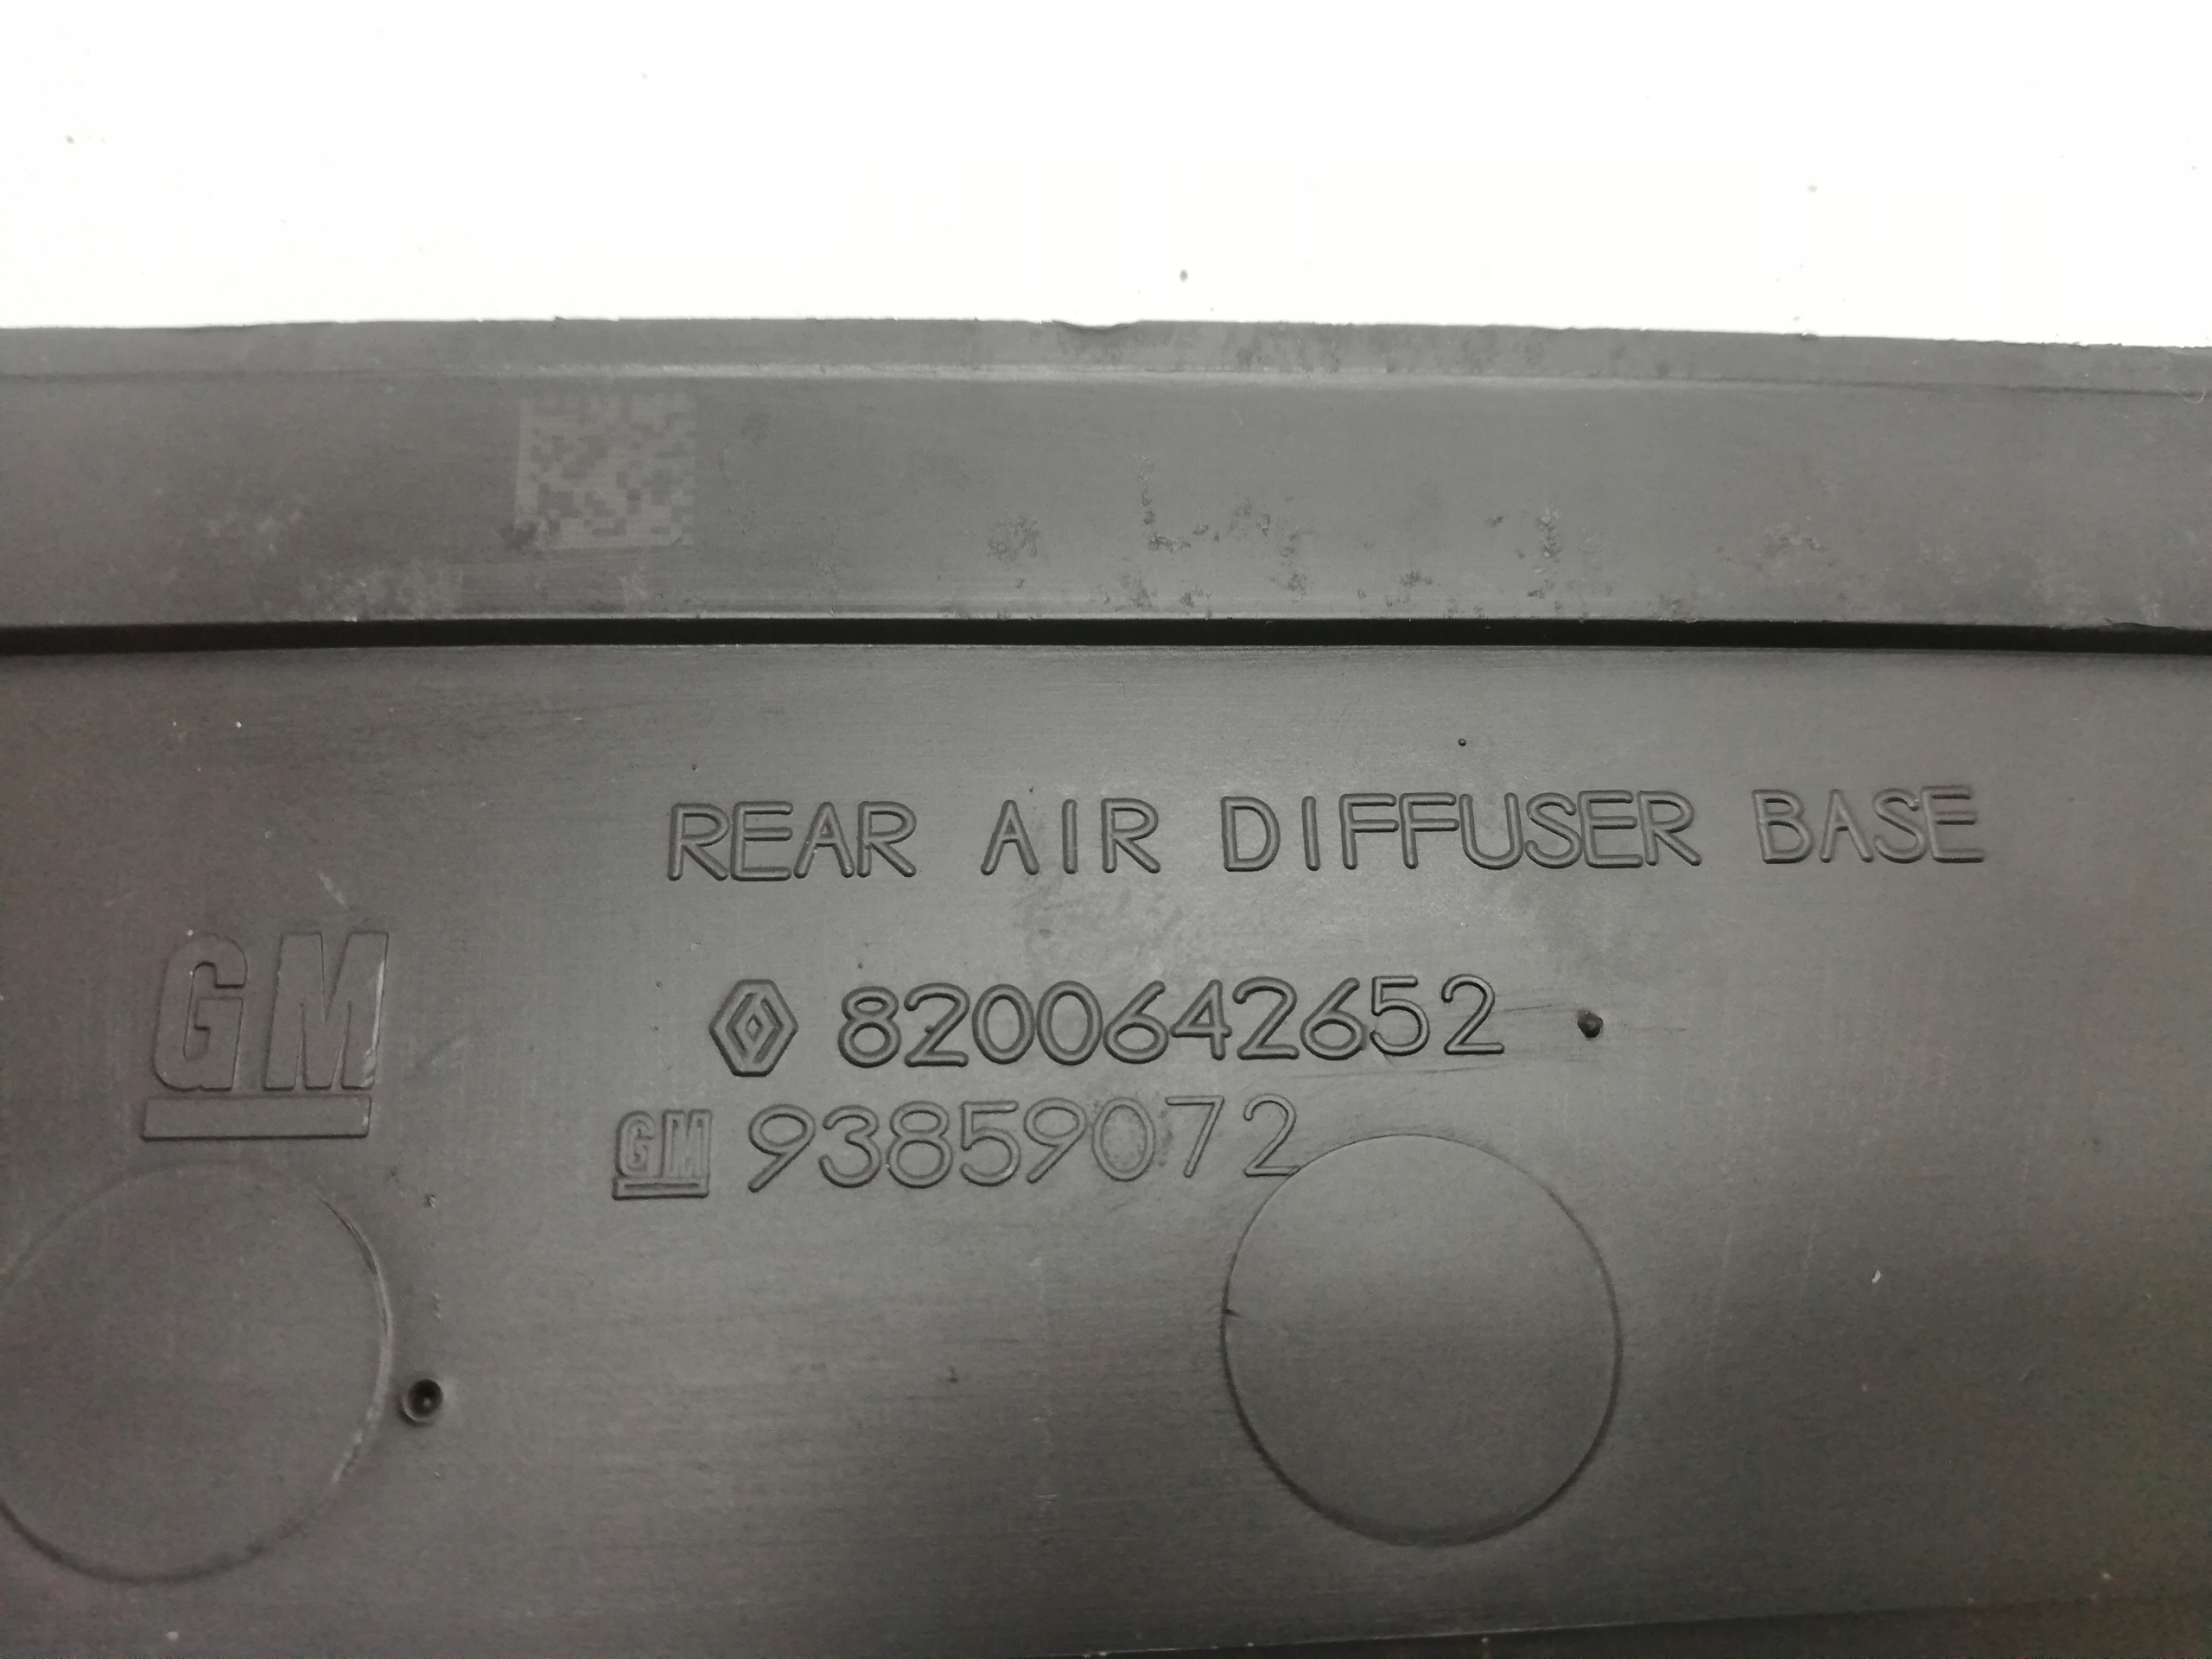 REAR AIR DIFFUSER BASE
GM
8200642652
GM 93859072